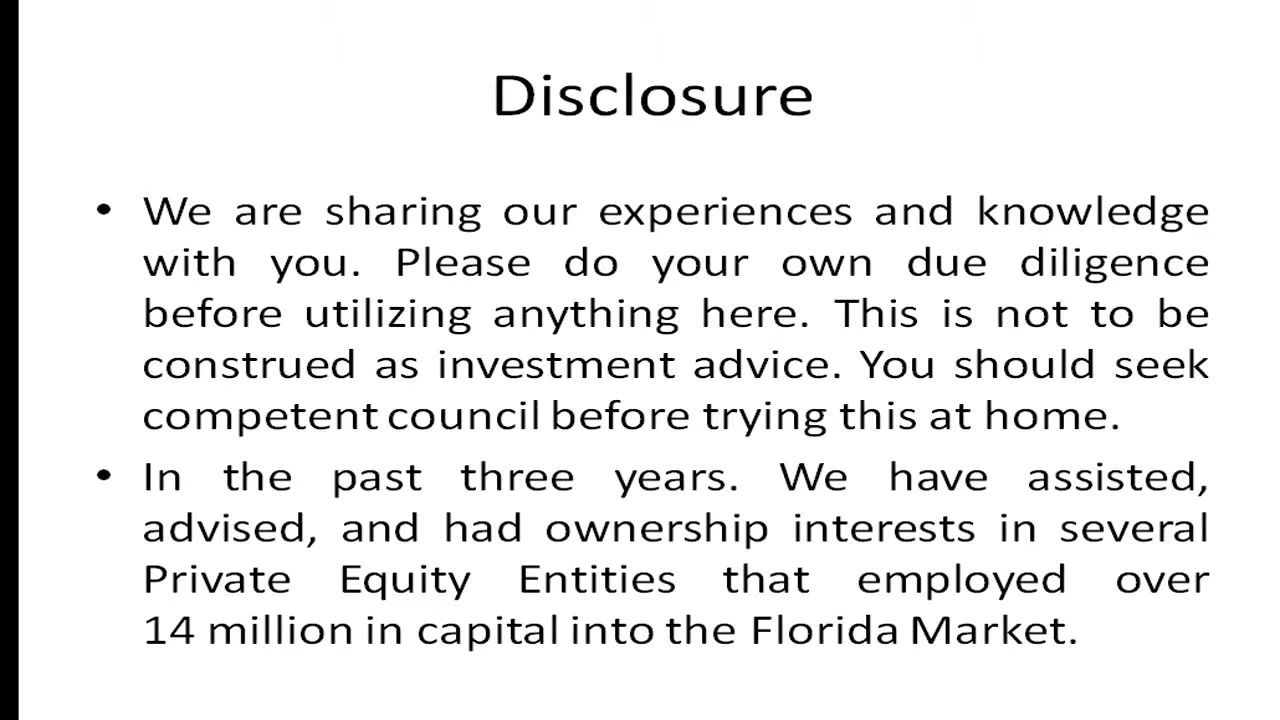 Disclosure
• We are sharing our experiences and knowledge
with you. Please do your own due diligence
before utilizing anything here. This is not to be
construed as investment advice. You should seek
competent council before trying this at home.
• In the past three years. We have assisted,
advised, and had ownership interests in several
Private Equity Entities that employed over
14 million in capital into the Florida Market.